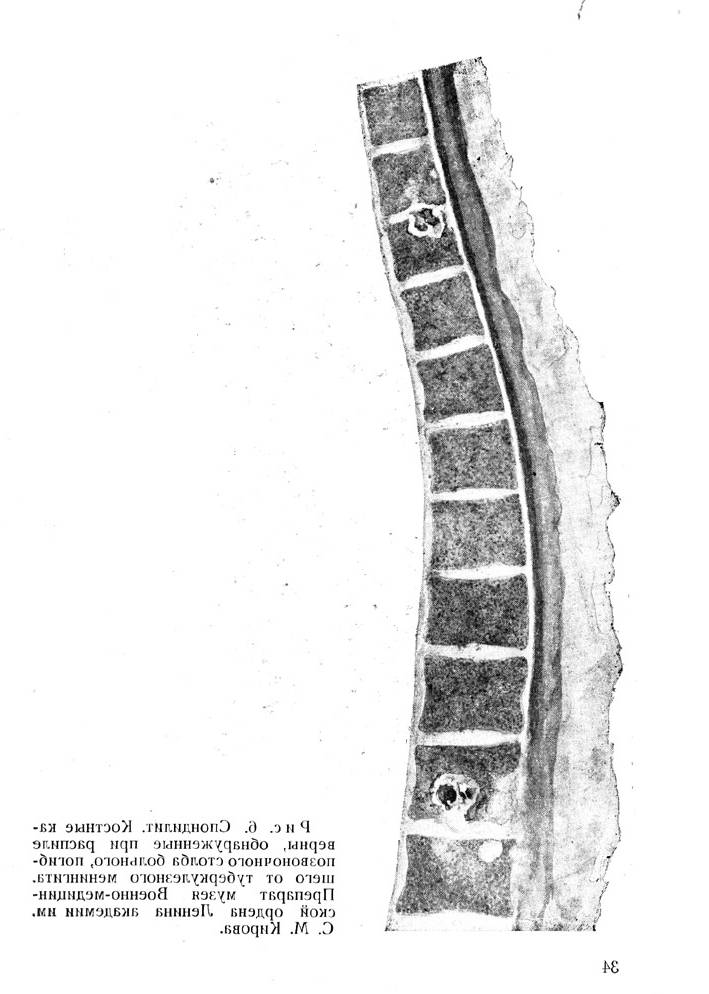 Рис. 6. Спондилит. Костные ка-
верны, обнаруженные при распиле
позвоночного столба больного, погиб-
шего от туберкулезного менингита.
Препарат музея Военно-медицин-
ской ордена Ленина академии им.
С. М. Кирова.
34